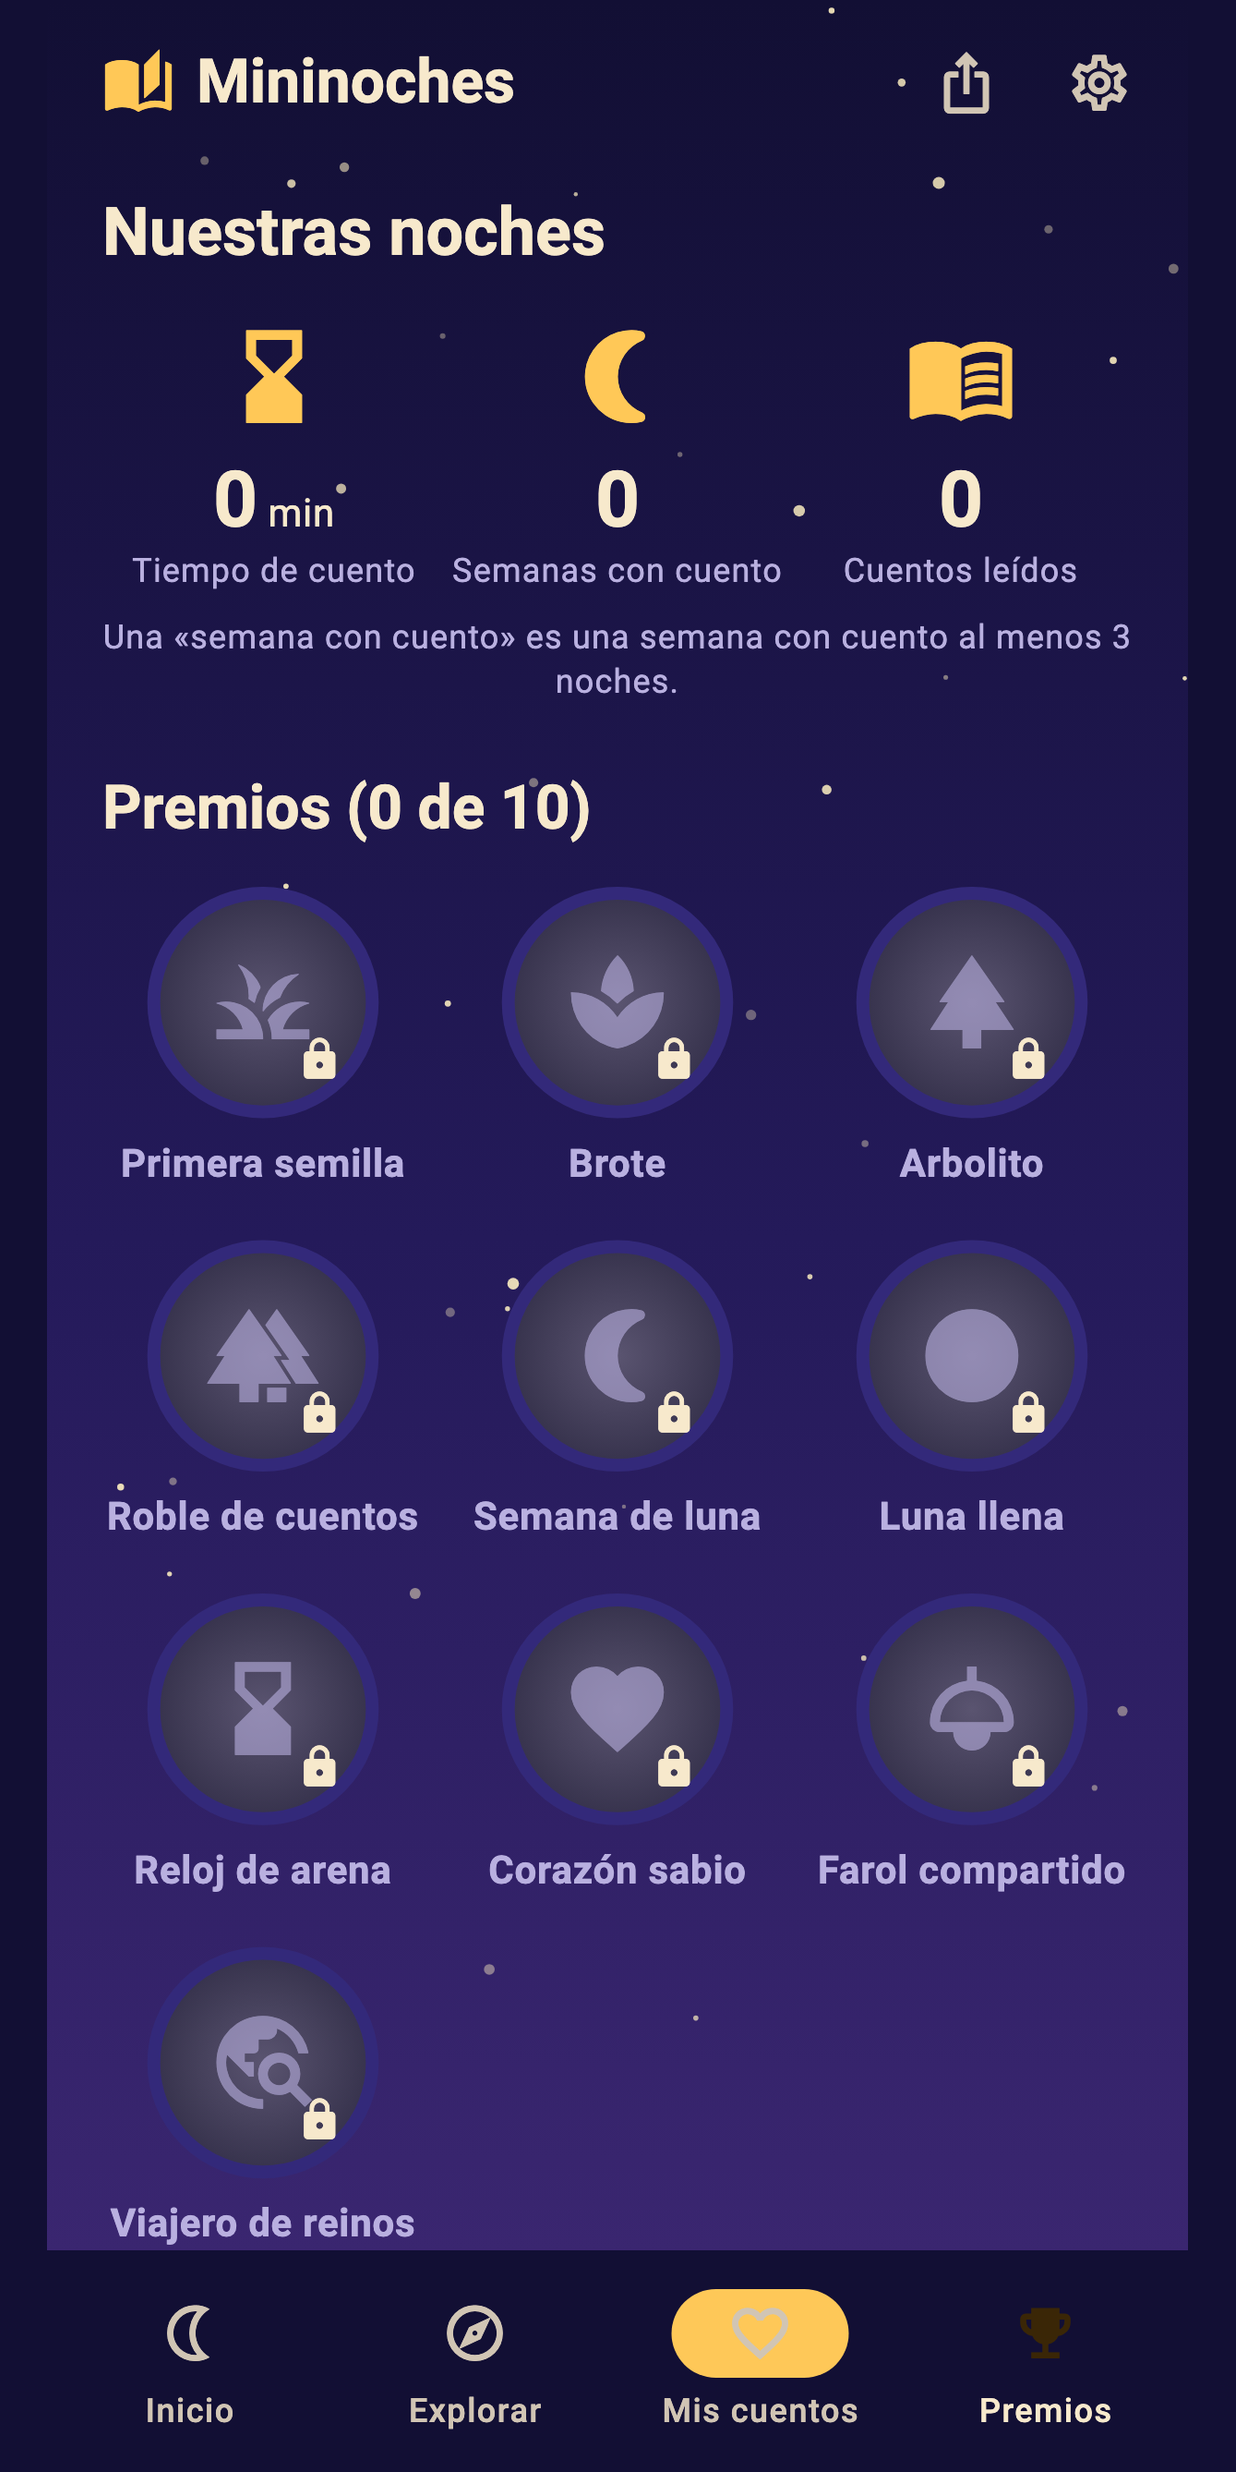 Mininoches
Nuestras noches
0 min
0
0
Tiempo de cuento
Semanas con cuento
Cuentos leídos
Una «semana con cuento» es una semana con cuento al menos 3
noches.
Premios (0 de 10)
Primera semilla
Brote
Arbolito
Roble de cuentos
Semana de luna
Luna llena
Reloj de arena
Corazón sabio
Farol compartido
Viajero de reinos
Inicio
Explorar
Mis cuentos
Premios